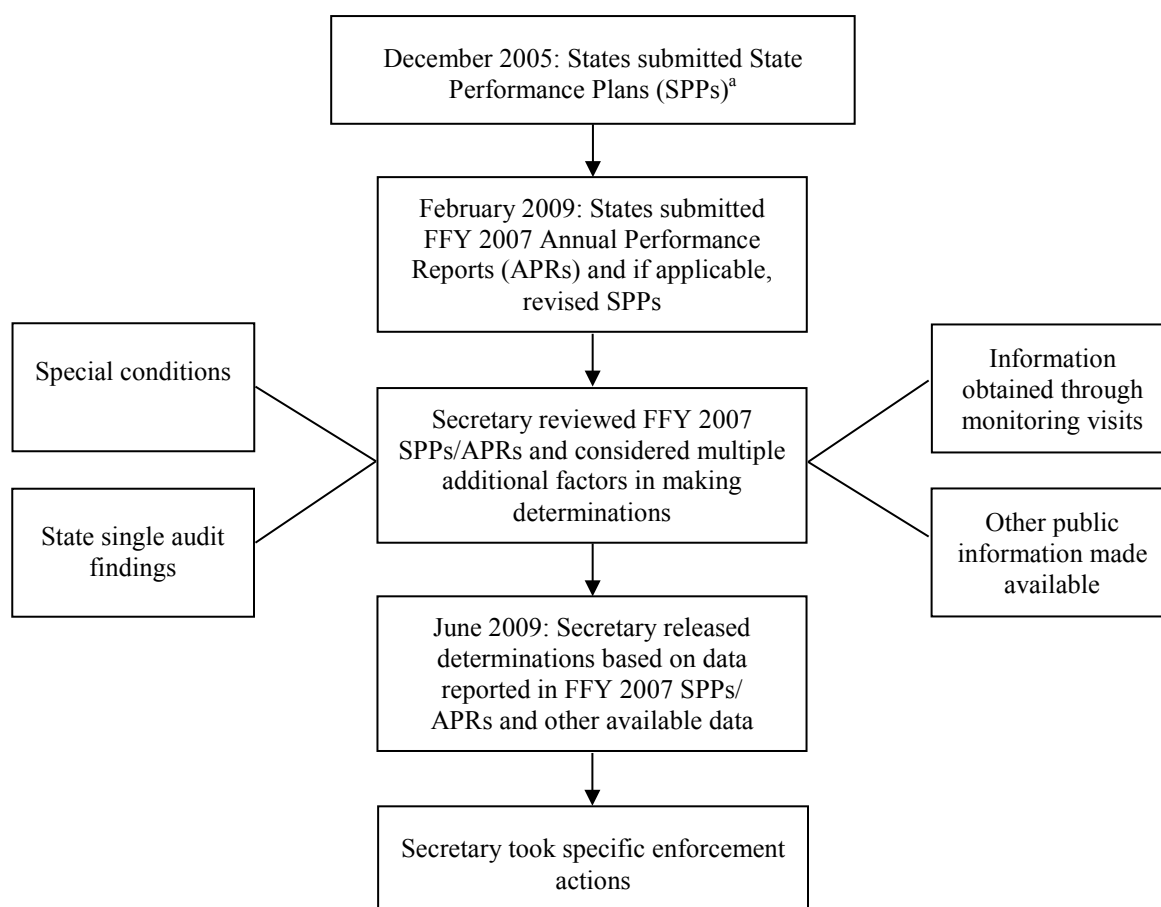 December 2005: States submitted State
Performance Plans (SPPs)ᵃ
February 2009: States submitted
FFY 2007 Annual Performance
Reports (APRs) and if applicable,
revised SPPs
Special conditions
State single audit
findings
Secretary reviewed FFY 2007
SPPs/APRs and considered multiple
additional factors in making
determinations
Information
obtained through
monitoring visits
Other public
information made
available
June 2009: Secretary released
determinations based on data
reported in FFY 2007 SPPs/
APRs and other available data
Secretary took specific enforcement
actions